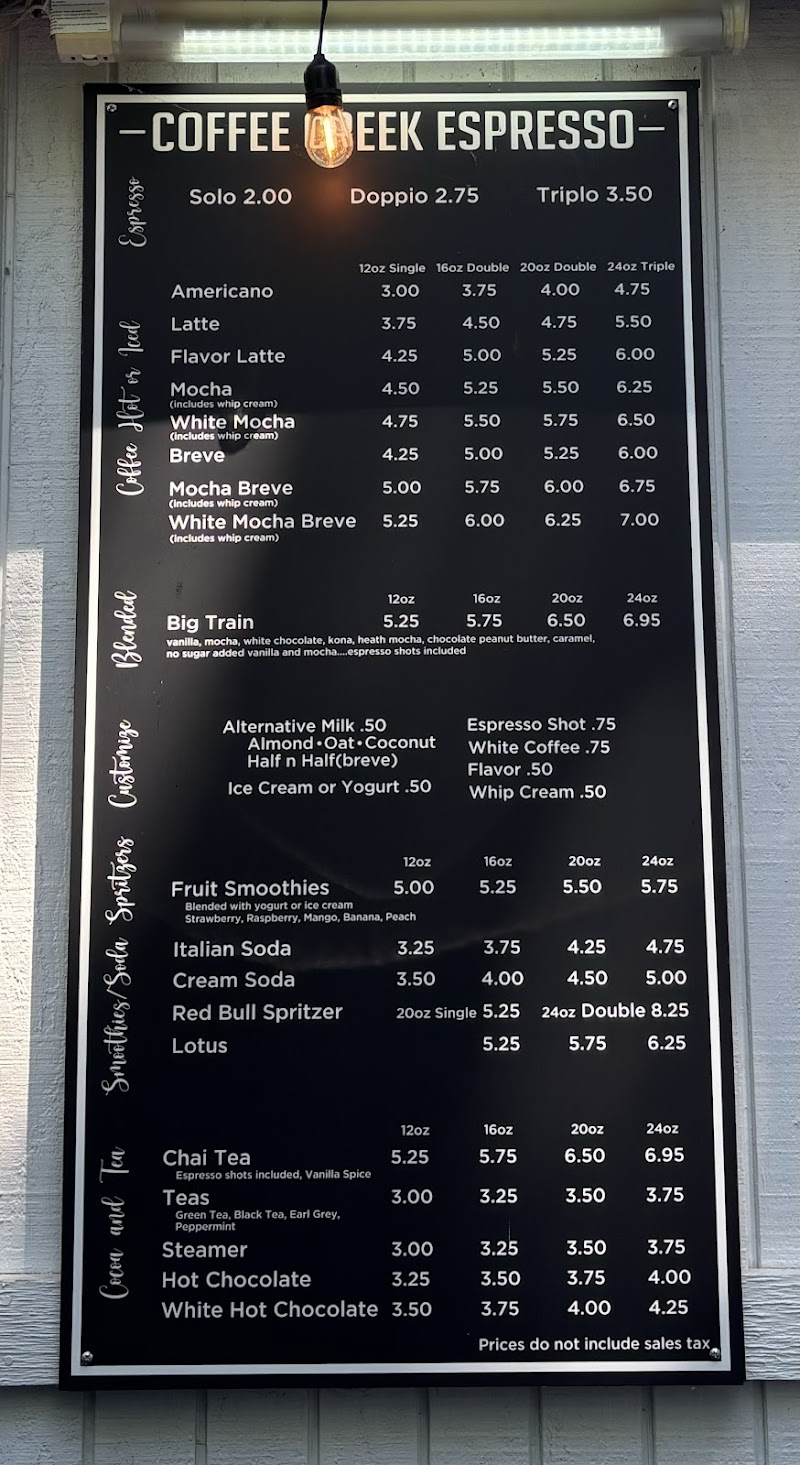 COFFEE CREEK ESPRESSO
Espresso
Solo 2.00 Doppio 2.75 Triplo 3.50
Coffee Hot or Iced
12oz Single 16oz Double 20oz Double 24oz Triple
Americano 3.00 3.75 4.00 4.75
Latte 3.75 4.50 4.75 5.50
Flavor Latte 4.25 5.00 5.25 6.00
Mocha 4.50 5.25 5.50 6.25
(includes whip cream)
White Mocha 4.75 5.50 5.75 6.50
(includes whip cream)
Breve 4.25 5.00 5.25 6.00
Mocha Breve 5.00 5.75 6.00 6.75
(includes whip cream)
White Mocha Breve 5.25 6.00 6.25 7.00
(includes whip cream)
Blended
12oz 16oz 20oz 24oz
Big Train 5.25 5.75 6.50 6.95
vanilla, mocha, white chocolate, kona, heath mocha, chocolate peanut butter, caramel,
no sugar added vanilla and mocha....espresso shots included
Customize
Alternative Milk .50
Almond•Oat•Coconut
Half n Half(breve)
Ice Cream or Yogurt .50
Espresso Shot .75
White Coffee .75
Flavor .50
Whip Cream .50
Smoothies/Soda Spritzers
12oz 16oz 20oz 24oz
Fruit Smoothies 5.00 5.25 5.50 5.75
Blended with yogurt or ice cream
Strawberry, Raspberry, Mango, Banana, Peach
Italian Soda 3.25 3.75 4.25 4.75
Cream Soda 3.50 4.00 4.50 5.00
Red Bull Spritzer 20oz Single 5.25 24oz Double 8.25
Lotus 5.25 5.75 6.25
Cocoa and Tea
12oz 16oz 20oz 24oz
Chai Tea 5.25 5.75 6.50 6.95
Espresso shots included, Vanilla Spice
Teas 3.00 3.25 3.50 3.75
Green Tea, Black Tea, Earl Grey,
Peppermint
Steamer 3.00 3.25 3.50 3.75
Hot Chocolate 3.25 3.50 3.75 4.00
White Hot Chocolate 3.50 3.75 4.00 4.25
Prices do not include sales tax